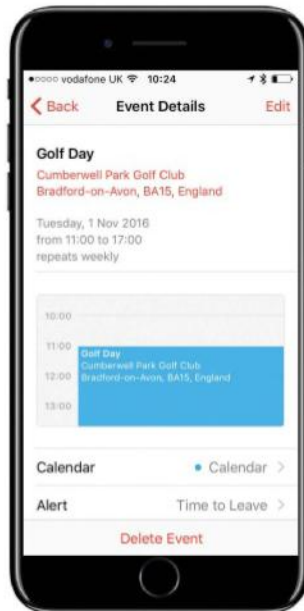 vodafone UK 10:24
Back Event Details Edit
Golf Day
Cumberwell Park Golf Club
Bradford-on-Avon, BA15, England
Tuesday, 1 Nov 2016
from 11:00 to 17:00
repeats weekly
10:00
11:00 Golf Day
Cumberwell Park Golf Club
12:00 Bradford-on-Avon, BA15, England
13:00
Calendar • Calendar >
Alert Time to Leave >
Delete Event